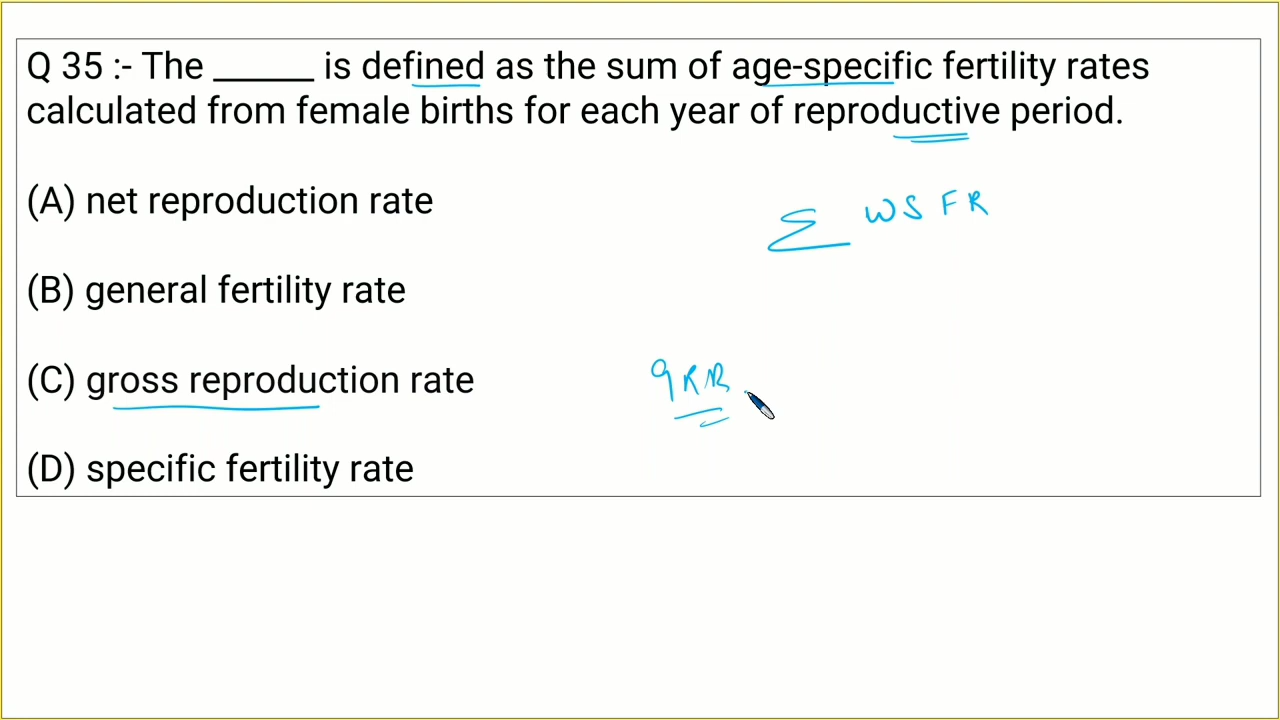 Q 35 :- The ______ is defined as the sum of age-specific fertility rates
calculated from female births for each year of reproductive period.
(A) net reproduction rate
Σ WSFR
(B) general fertility rate
(C) gross reproduction rate
GRR
(D) specific fertility rate